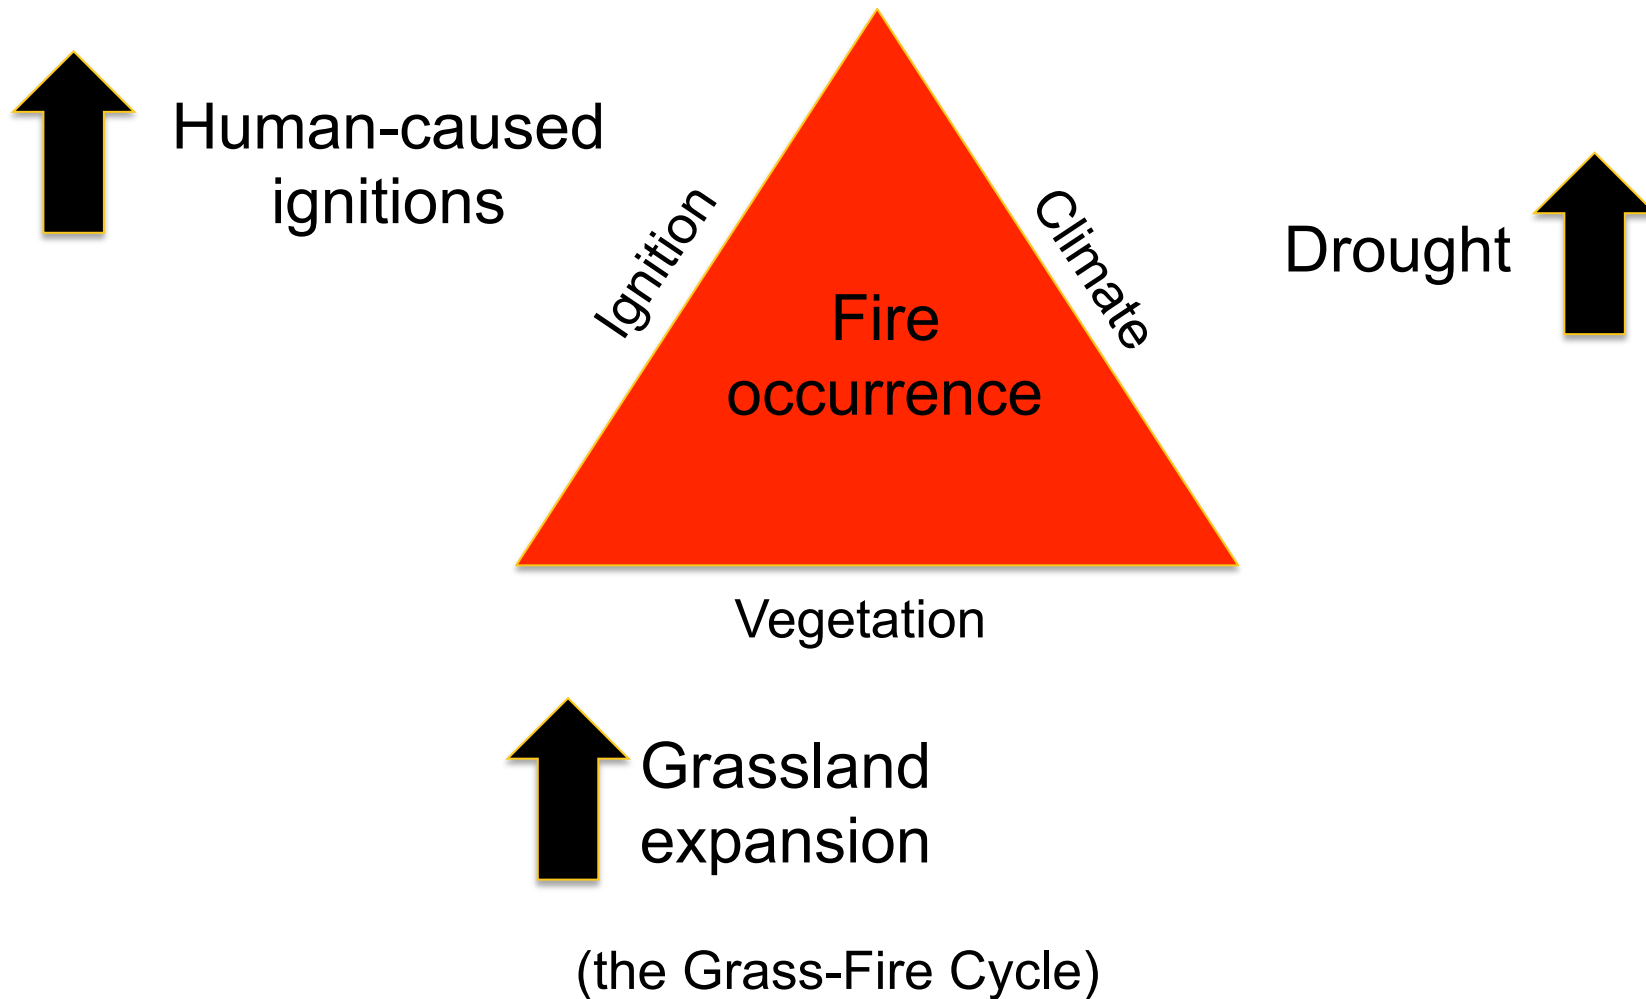 Human-caused
ignitions
Ignition
Climate
Drought
Fire
occurrence
Vegetation
Grassland
expansion
(the Grass-Fire Cycle)